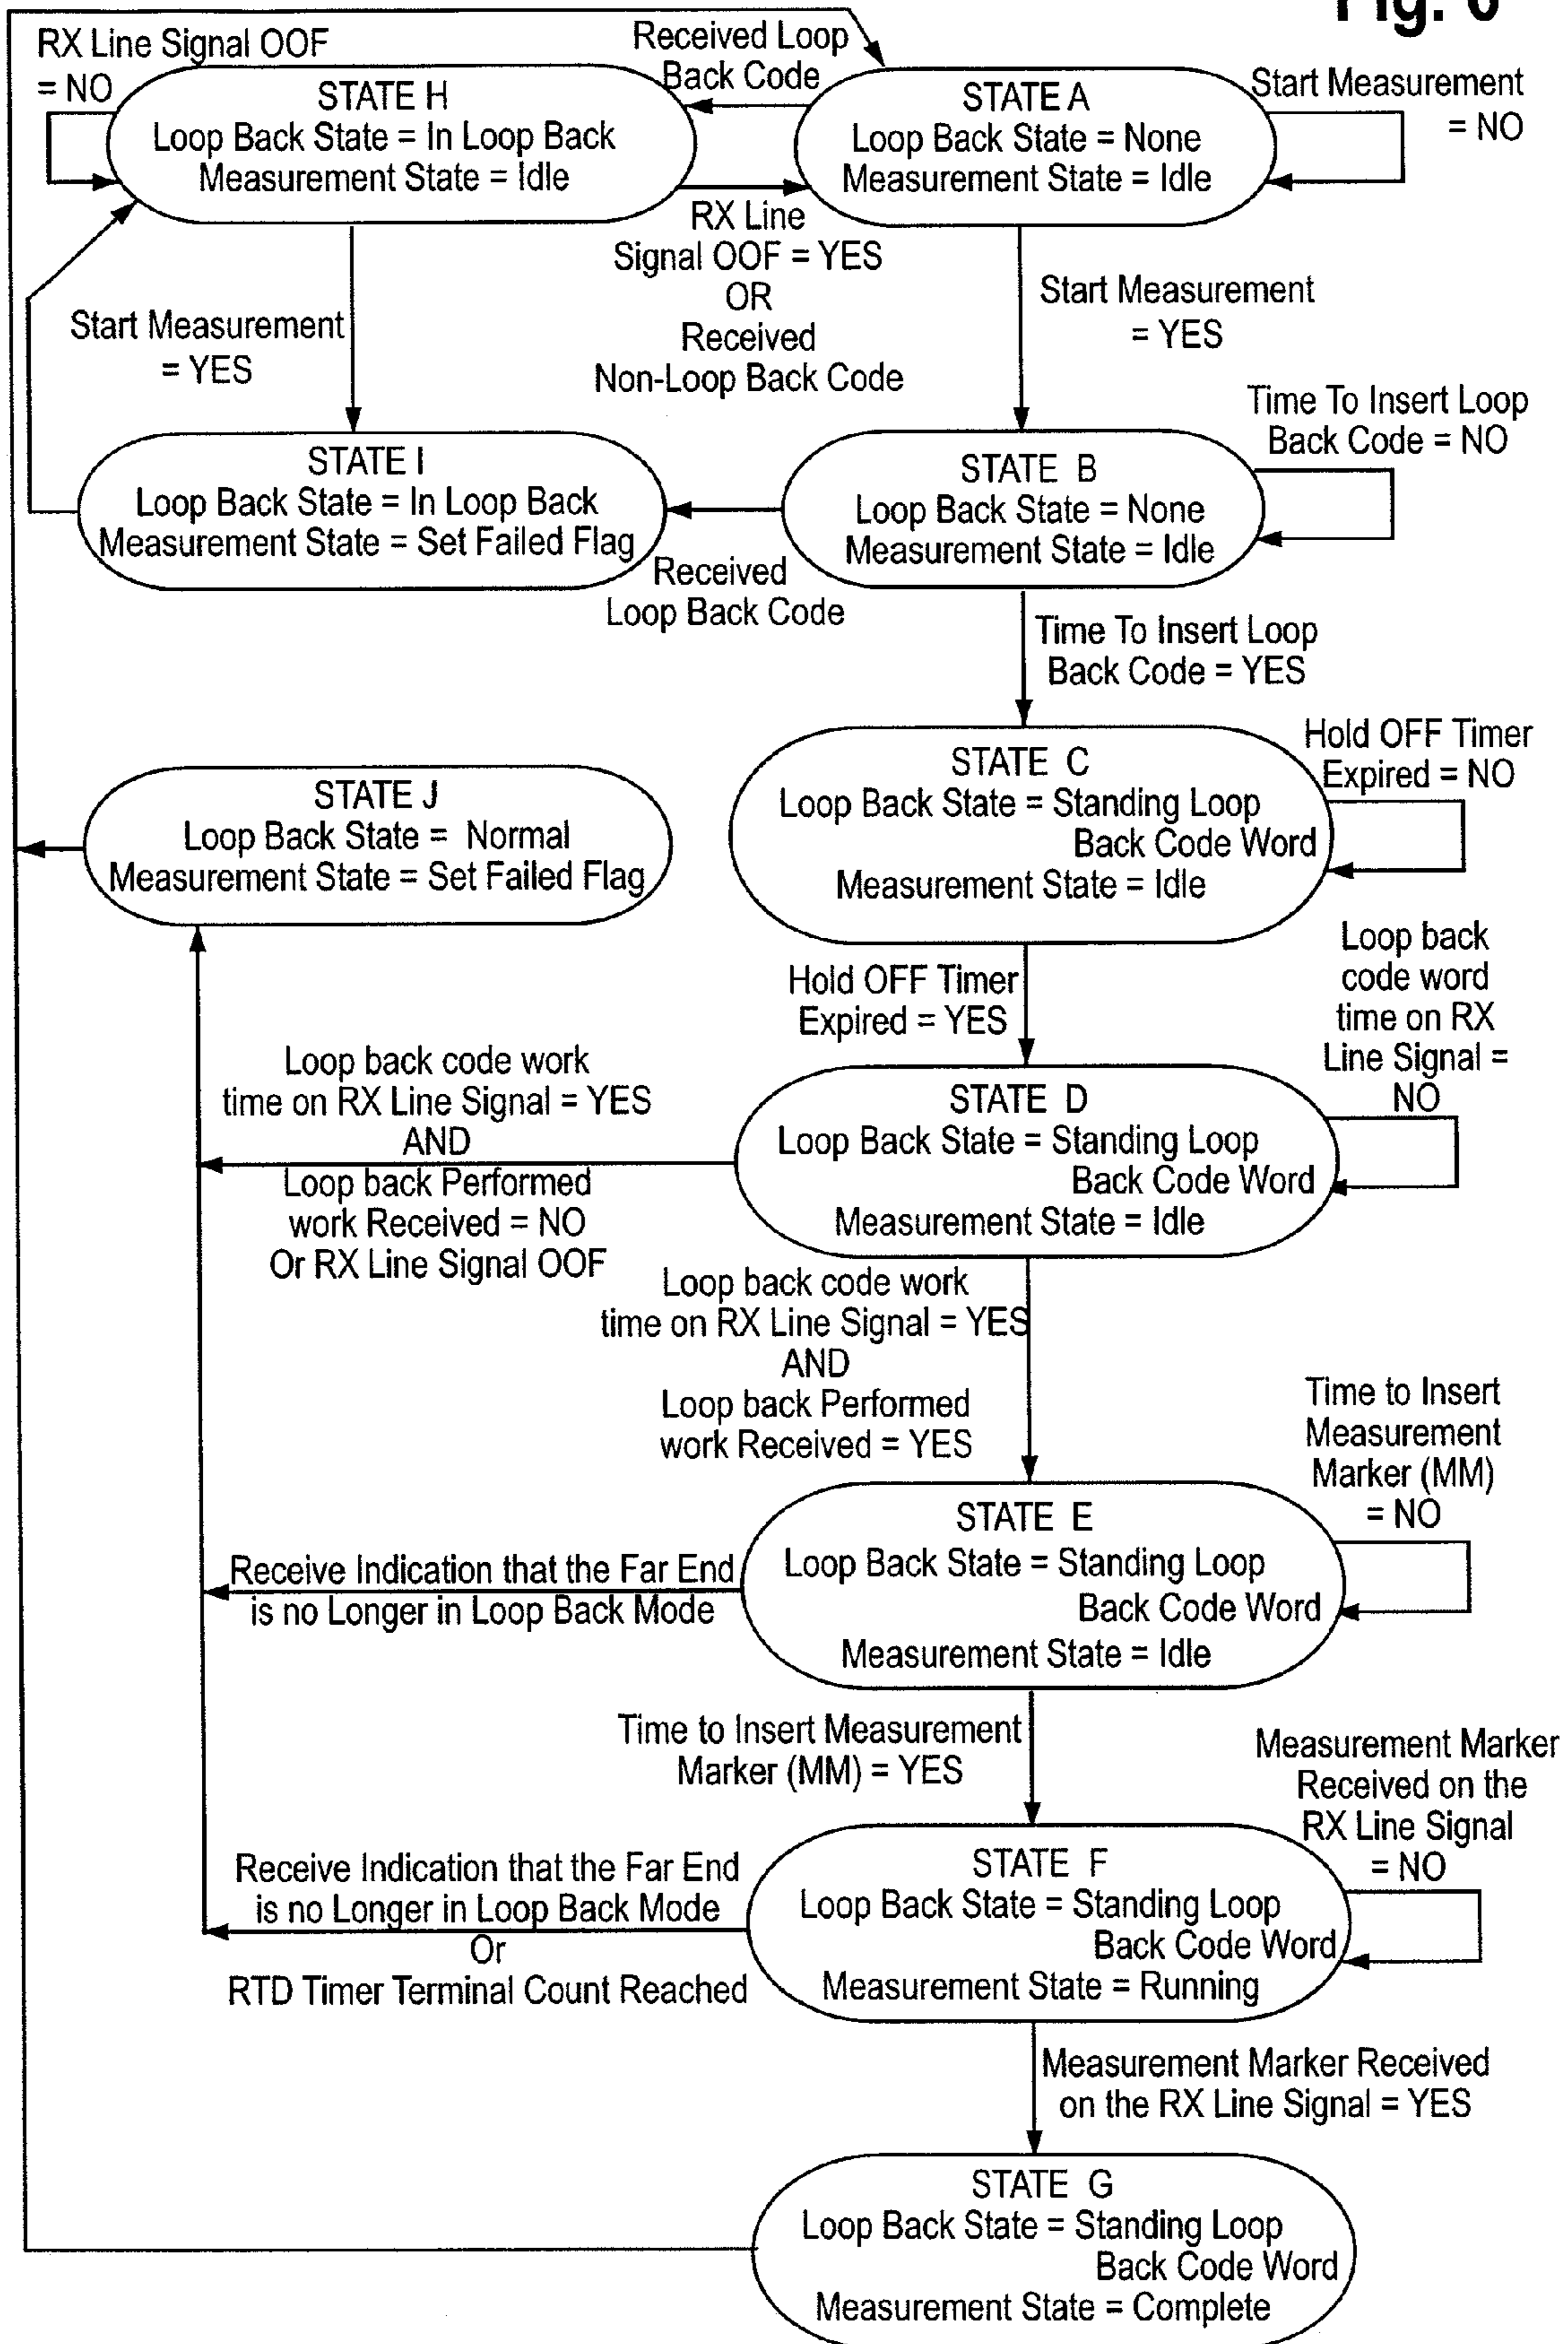 Fig. 6
RX Line Signal OOF
= NO
Received Loop
Back Code
Start Measurement
= NO
STATE H
Loop Back State = In Loop Back
Measurement State = Idle
STATE A
Loop Back State = None
Measurement State = Idle
RX Line
Signal OOF = YES
OR
Received
Non-Loop Back Code
Start Measurement
= YES
Start Measurement
= YES
Time To Insert Loop
Back Code = NO
STATE I
Loop Back State = In Loop Back
Measurement State = Set Failed Flag
STATE B
Loop Back State = None
Measurement State = Idle
Received
Loop Back Code
Time To Insert Loop
Back Code = YES
Hold OFF Timer
Expired = NO
STATE C
Loop Back State = Standing Loop
Back Code Word
Measurement State = Idle
STATE J
Loop Back State = Normal
Measurement State = Set Failed Flag
Hold OFF Timer
Expired = YES
Loop back
code word
time on RX
Line Signal =
NO
Loop back code work
time on RX Line Signal = YES
AND
Loop back Performed
work Received = NO
Or RX Line Signal OOF
STATE D
Loop Back State = Standing Loop
Back Code Word
Measurement State = Idle
Loop back code work
time on RX Line Signal = YES
AND
Loop back Performed
work Received = YES
Time to Insert
Measurement
Marker (MM)
= NO
STATE E
Loop Back State = Standing Loop
Back Code Word
Measurement State = Idle
Receive Indication that the Far End
is no Longer in Loop Back Mode
Time to Insert Measurement
Marker (MM) = YES
Measurement Marker
Received on the
RX Line Signal
= NO
STATE F
Loop Back State = Standing Loop
Back Code Word
Measurement State = Running
Receive Indication that the Far End
is no Longer in Loop Back Mode
Or
RTD Timer Terminal Count Reached
Measurement Marker Received
on the RX Line Signal = YES
STATE G
Loop Back State = Standing Loop
Back Code Word
Measurement State = Complete